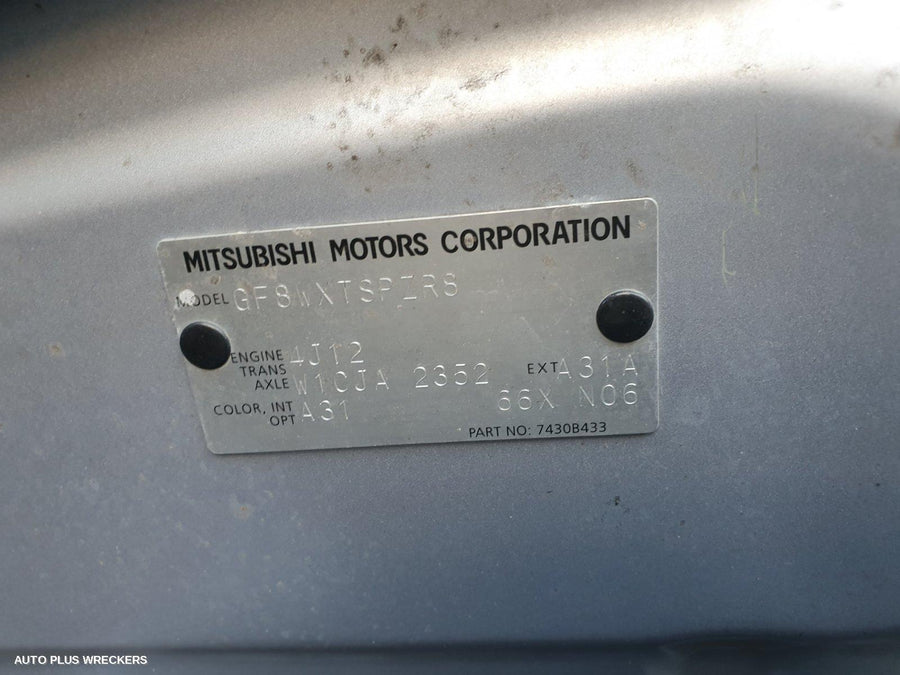 MITSUBISHI MOTORS CORPORATION
MODEL GF8WXTSPZR8
ENGINE 4J12
TRANS AXLE W1CJA 2352 EXT A31A
COLOR, INT OPT A31 66X N06
PART NO: 7430B433
AUTO PLUS WRECKERS